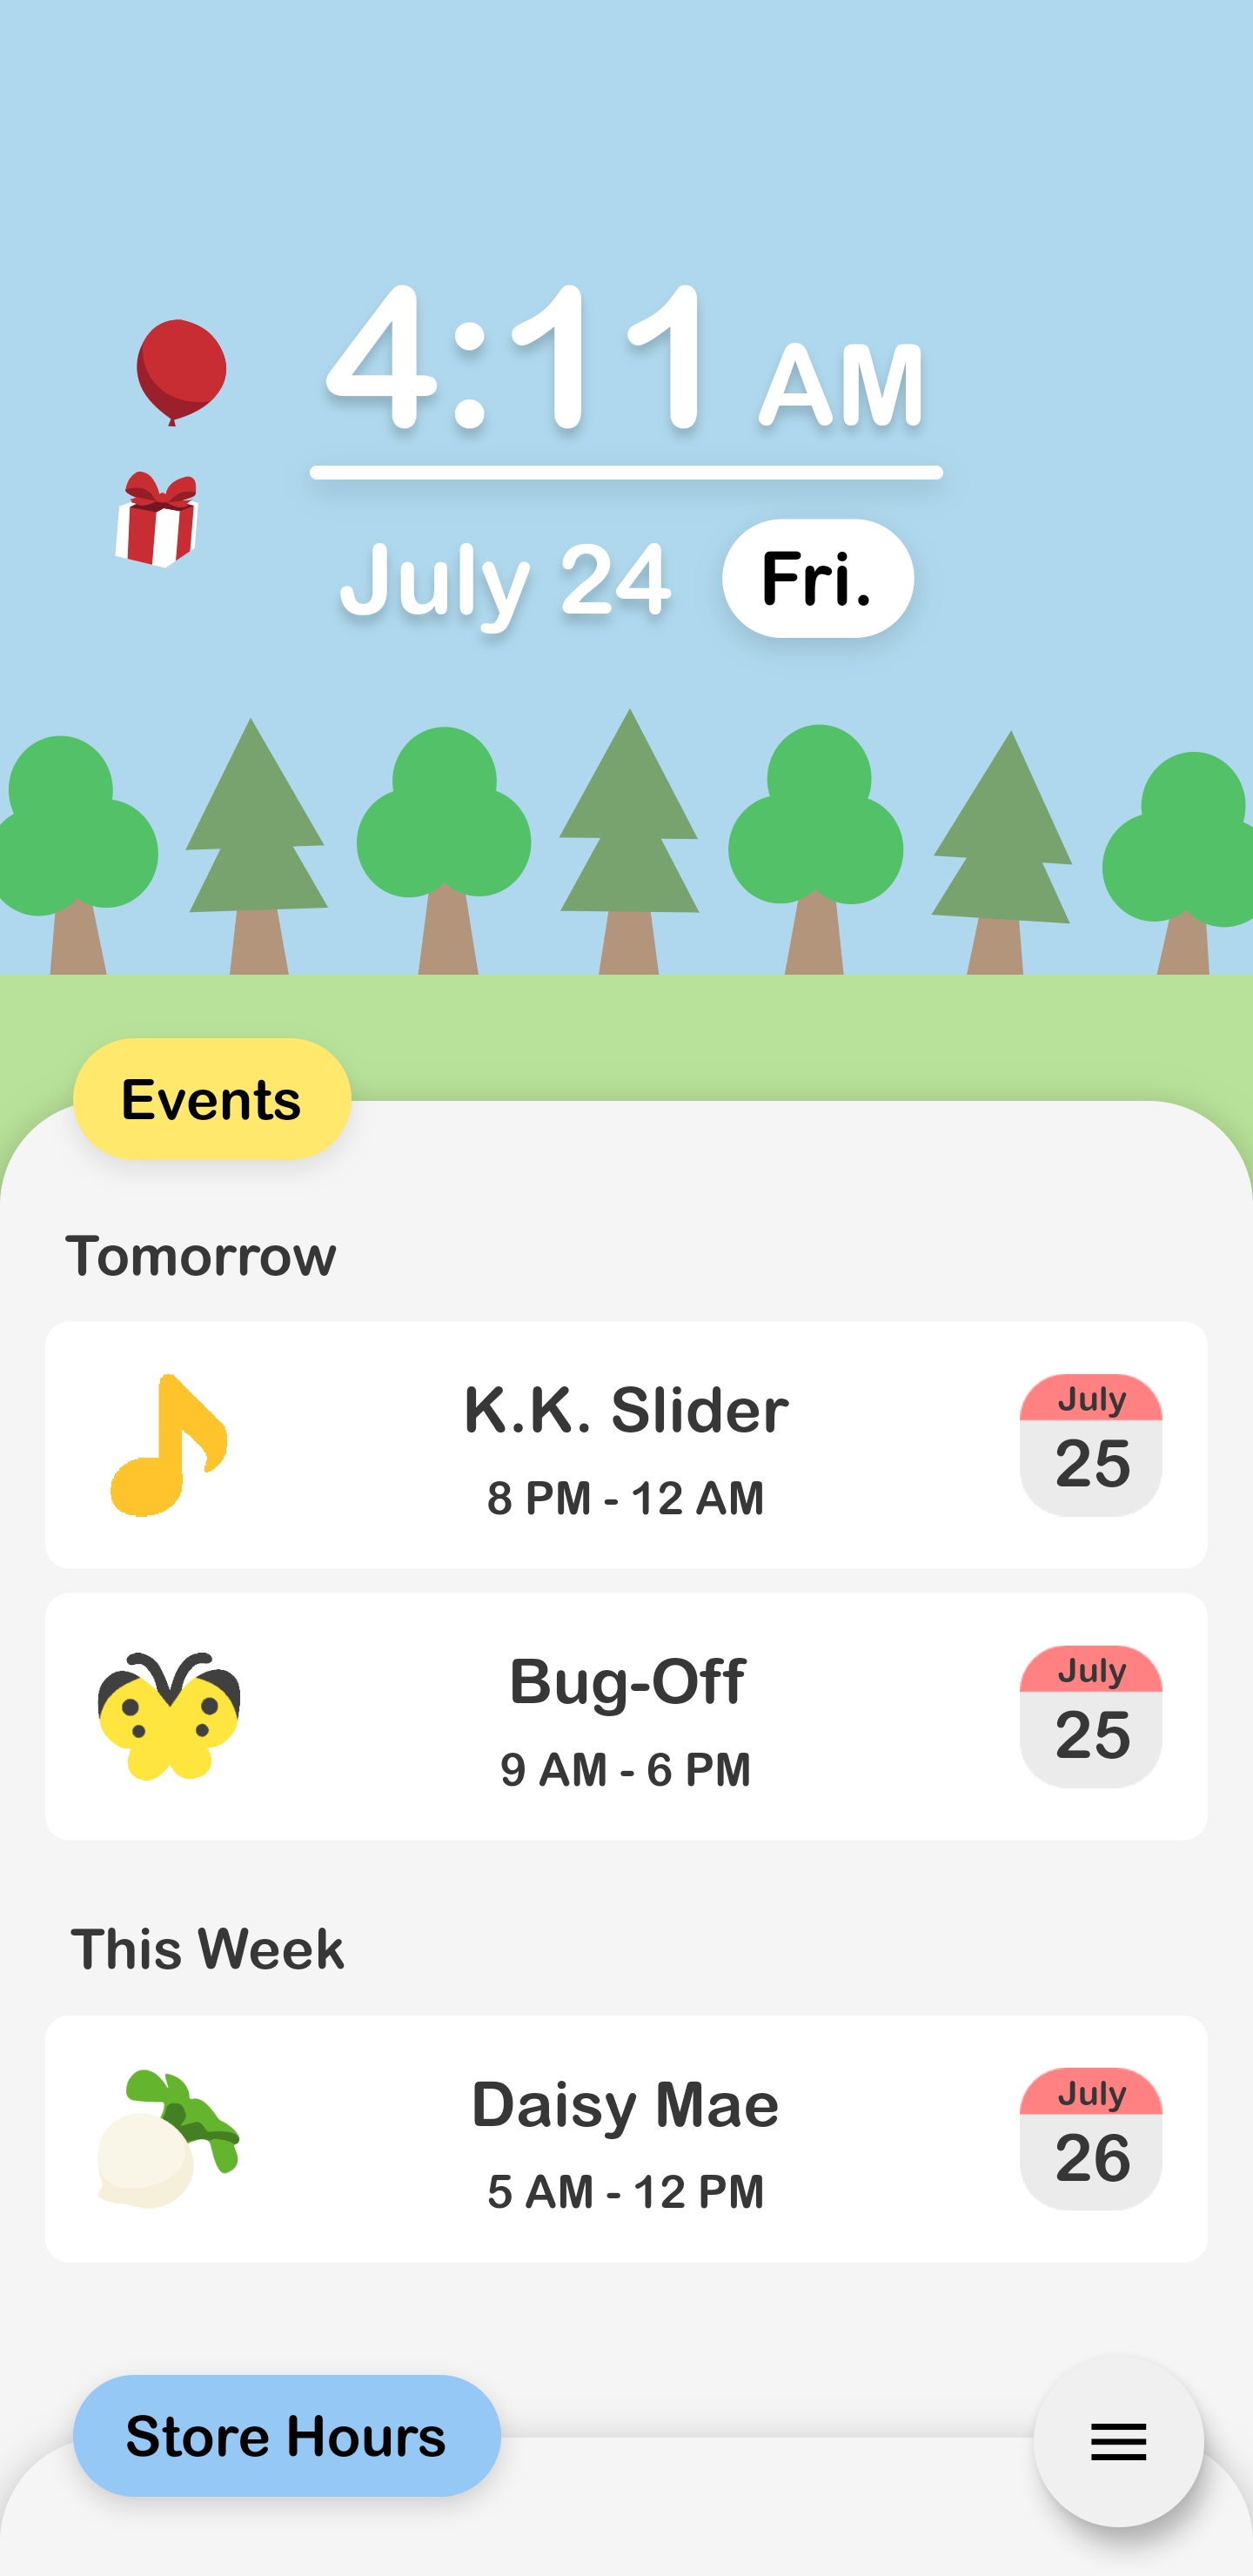 4:11 AM
July 24 Fri.
Events
Tomorrow
K.K. Slider
8 PM - 12 AM
July
25
Bug-Off
9 AM - 6 PM
July
25
This Week
Daisy Mae
5 AM - 12 PM
July
26
Store Hours